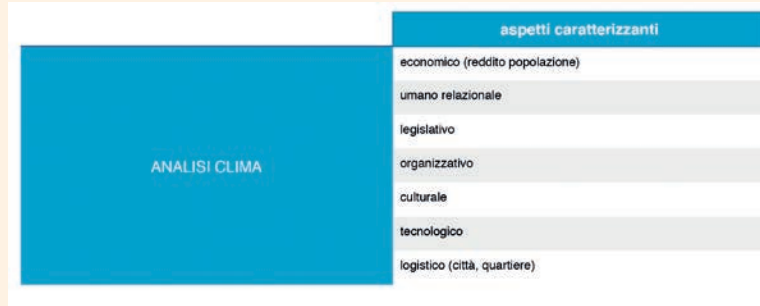 aspetti caratterizzanti
economico (reddito popolazione)
umano relazionale
legislativo
ANALISI CLIMA
organizzativo
culturale
tecnologico
logistico (città, quartiere)